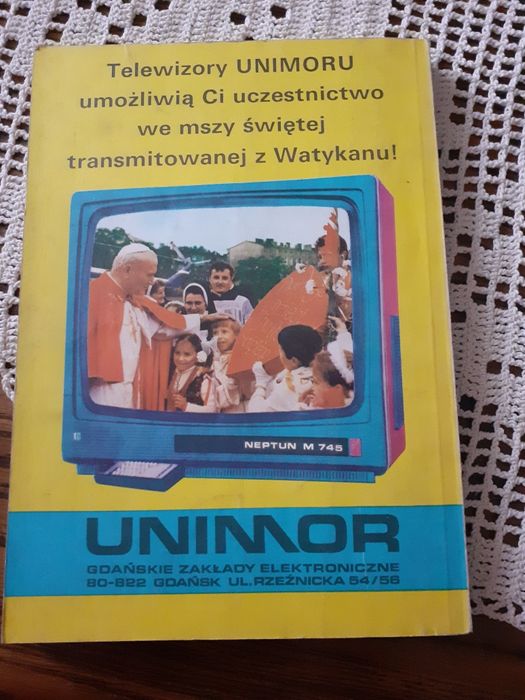 Telewizory UNIMORU
umożliwią Ci uczestnictwo
we mszy świętej
transmitowanej z Watykanu!
NEPTUN M 745
UNIMOR
GDAŃSKIE ZAKŁADY ELEKTRONICZNE
80-822 GDAŃSK UL. RZEŹNICKA 54/56